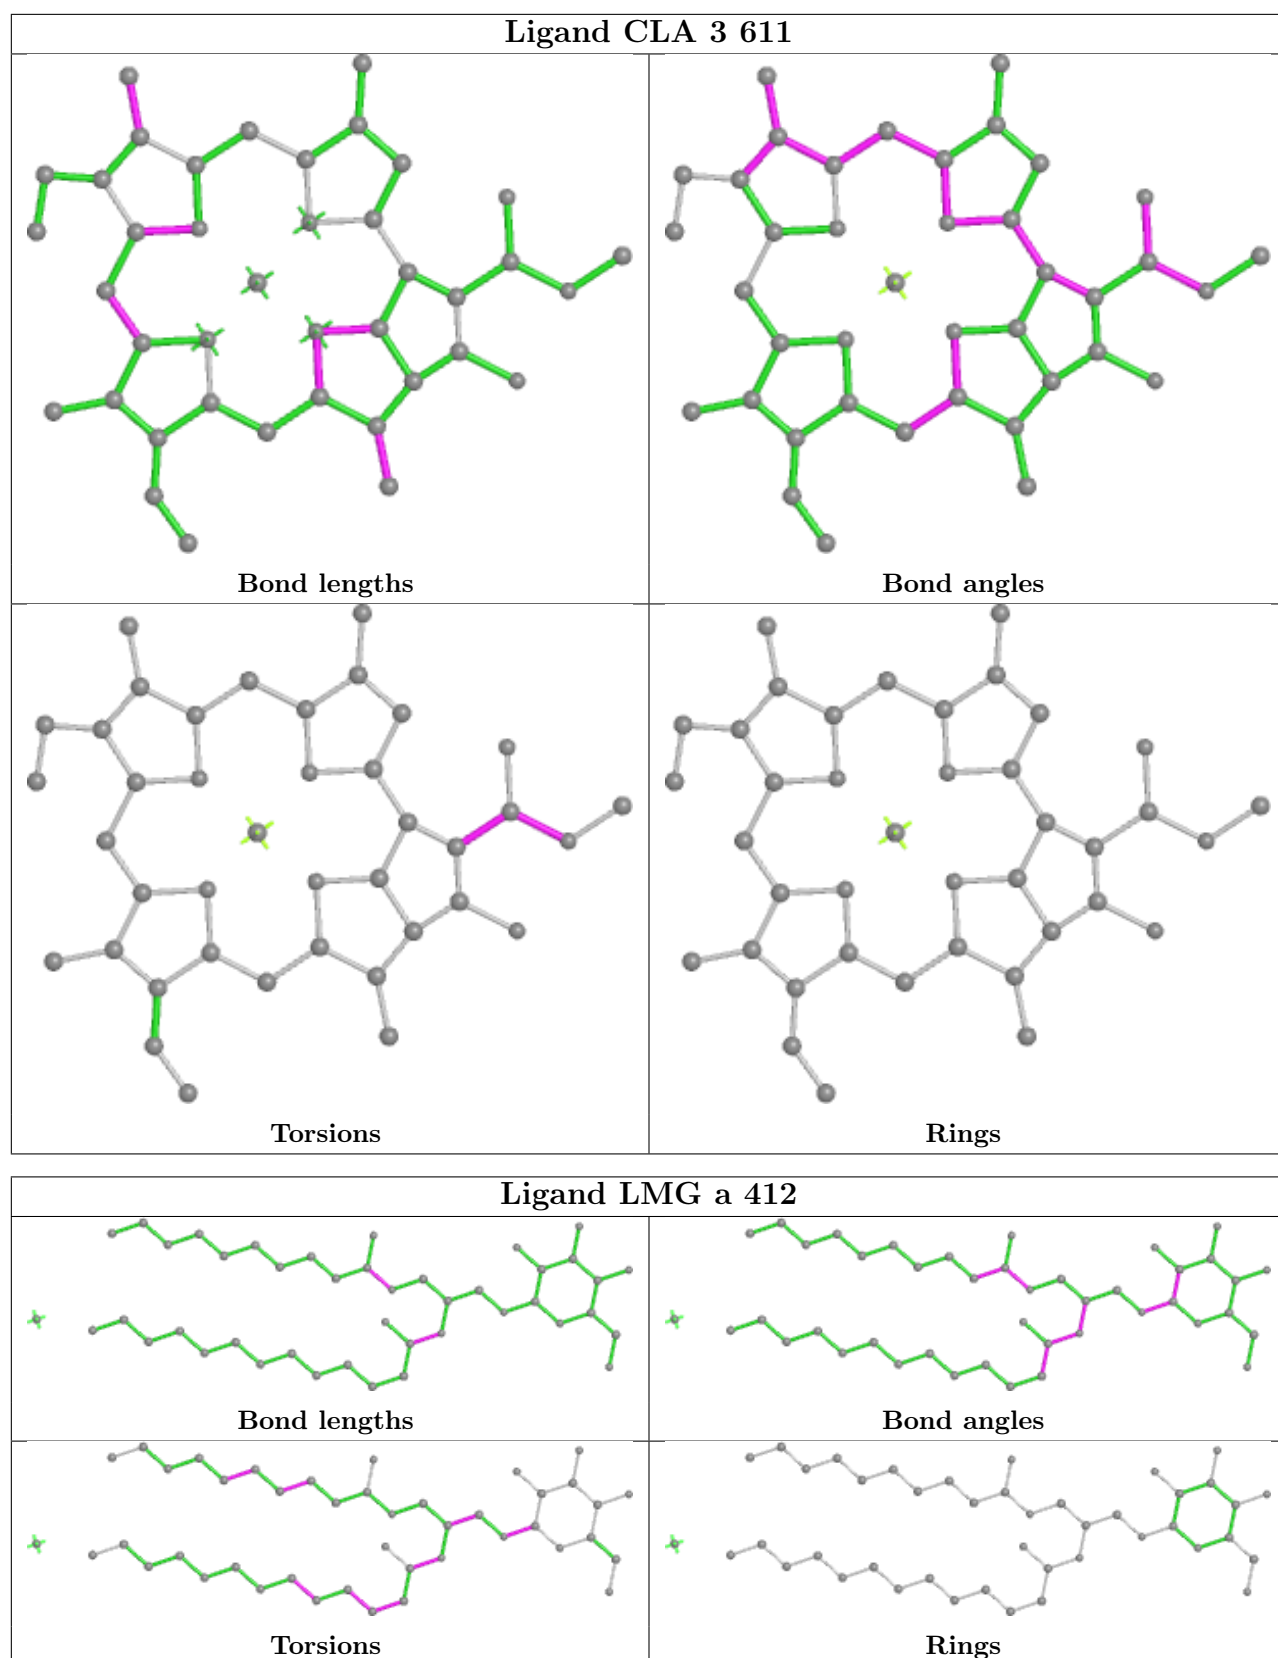 Ligand CLA 3 611
Bond lengths
Bond angles
Torsions
Rings
Ligand LMG a 412
Bond lengths
Bond angles
Torsions
Rings